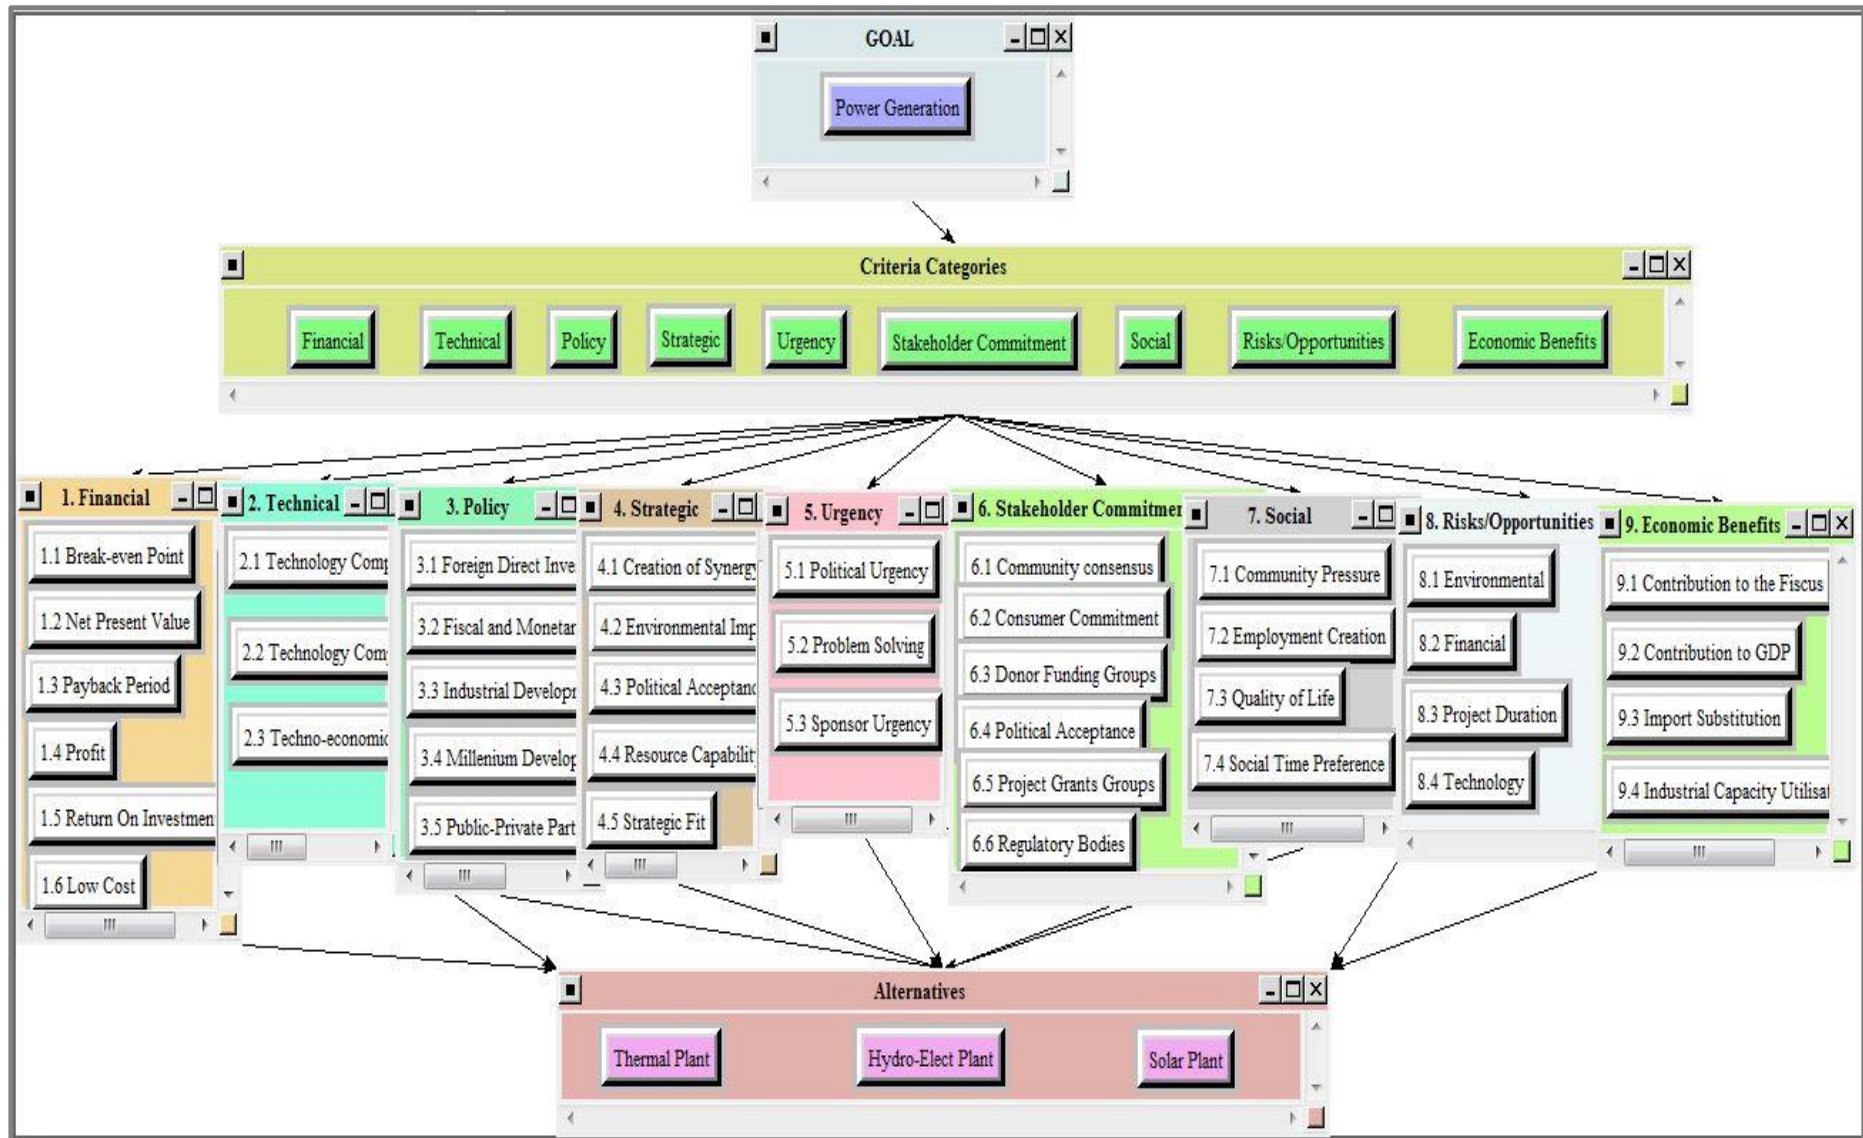 GOAL
Power Generation
Criteria Categories
Financial
Technical
Policy
Strategic
Urgency
Stakeholder Commitment
Social
Risks/Opportunities
Economic Benefits
1. Financial
1.1 Break-even Point
1.2 Net Present Value
1.3 Payback Period
1.4 Profit
1.5 Return On Investmen
1.6 Low Cost
2. Technical
2.1 Technology Comp
2.2 Technology Com
2.3 Techno-economic
3. Policy
3.1 Foreign Direct Inve
3.2 Fiscal and Monetar
3.3 Industrial Develop
3.4 Millenium Develop
3.5 Public-Private Part
4. Strategic
4.1 Creation of Synergy
4.2 Environmental Imp
4.3 Political Acceptanc
4.4 Resource Capabilit
4.5 Strategic Fit
5. Urgency
5.1 Political Urgency
5.2 Problem Solving
5.3 Sponsor Urgency
6. Stakeholder Commitmen
6.1 Community consensus
6.2 Consumer Commitment
6.3 Donor Funding Groups
6.4 Political Acceptance
6.5 Project Grants Groups
6.6 Regulatory Bodies
7. Social
7.1 Community Pressure
7.2 Employment Creation
7.3 Quality of Life
7.4 Social Time Preference
8. Risks/Opportunities
8.1 Environmental
8.2 Financial
8.3 Project Duration
8.4 Technology
9. Economic Benefits
9.1 Contribution to the Fiscus
9.2 Contribution to GDP
9.3 Import Substitution
9.4 Industrial Capacity Utilisat
Alternatives
Thermal Plant
Hydro-Elect Plant
Solar Plant